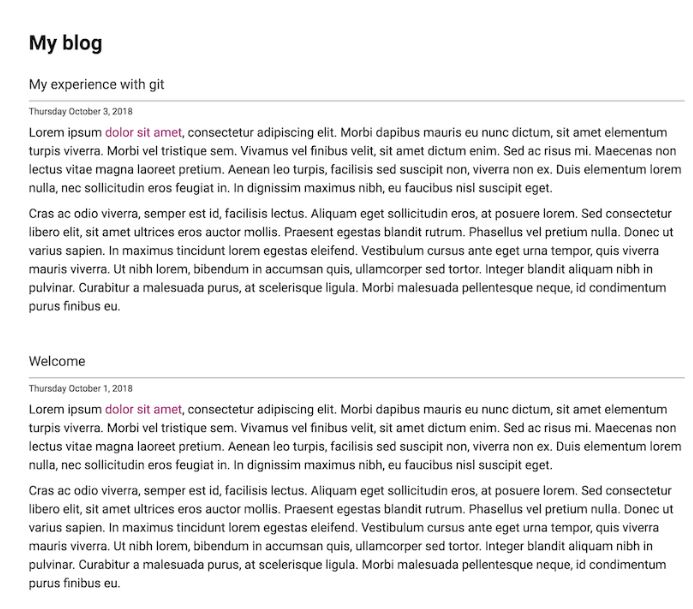 My blog
My experience with git
Thursday October 3, 2018
Lorem ipsum dolor sit amet, consectetur adipiscing elit. Morbi dapibus mauris eu nunc dictum, sit amet elementum
turpis viverra. Morbi vel tristique sem. Vivamus vel finibus velit, sit amet dictum enim. Sed ac risus mi. Maecenas non
lectus vitae magna laoreet pretium. Aenean leo turpis, facilisis sed suscipit non, viverra non ex. Duis elementum lorem
nulla, nec sollicitudin eros feugiat in. In dignissim maximus nibh, eu faucibus nisl suscipit eget.
Cras ac odio viverra, semper est id, facilisis lectus. Aliquam eget sollicitudin eros, at posuere lorem. Sed consectetur
libero elit, sit amet ultrices eros auctor mollis. Praesent egestas blandit rutrum. Phasellus vel pretium nulla. Donec ut
varius sapien. In maximus tincidunt lorem egestas eleifend. Vestibulum cursus ante eget urna tempor, quis viverra
mauris viverra. Ut nibh lorem, bibendum in accumsan quis, ullamcorper sed tortor. Integer blandit aliquam nibh in
pulvinar. Curabitur a malesuada purus, at scelerisque ligula. Morbi malesuada pellentesque neque, id condimentum
purus finibus eu.
Welcome
Thursday October 1, 2018
Lorem ipsum dolor sit amet, consectetur adipiscing elit. Morbi dapibus mauris eu nunc dictum, sit amet elementum
turpis viverra. Morbi vel tristique sem. Vivamus vel finibus velit, sit amet dictum enim. Sed ac risus mi. Maecenas non
lectus vitae magna laoreet pretium. Aenean leo turpis, facilisis sed suscipit non, viverra non ex. Duis elementum lorem
nulla, nec sollicitudin eros feugiat in. In dignissim maximus nibh, eu faucibus nisl suscipit eget.
Cras ac odio viverra, semper est id, facilisis lectus. Aliquam eget sollicitudin eros, at posuere lorem. Sed consectetur
libero elit, sit amet ultrices eros auctor mollis. Praesent egestas blandit rutrum. Phasellus vel pretium nulla. Donec ut
varius sapien. In maximus tincidunt lorem egestas eleifend. Vestibulum cursus ante eget urna tempor, quis viverra
mauris viverra. Ut nibh lorem, bibendum in accumsan quis, ullamcorper sed tortor. Integer blandit aliquam nibh in
pulvinar. Curabitur a malesuada purus, at scelerisque ligula. Morbi malesuada pellentesque neque, id condimentum
purus finibus eu.